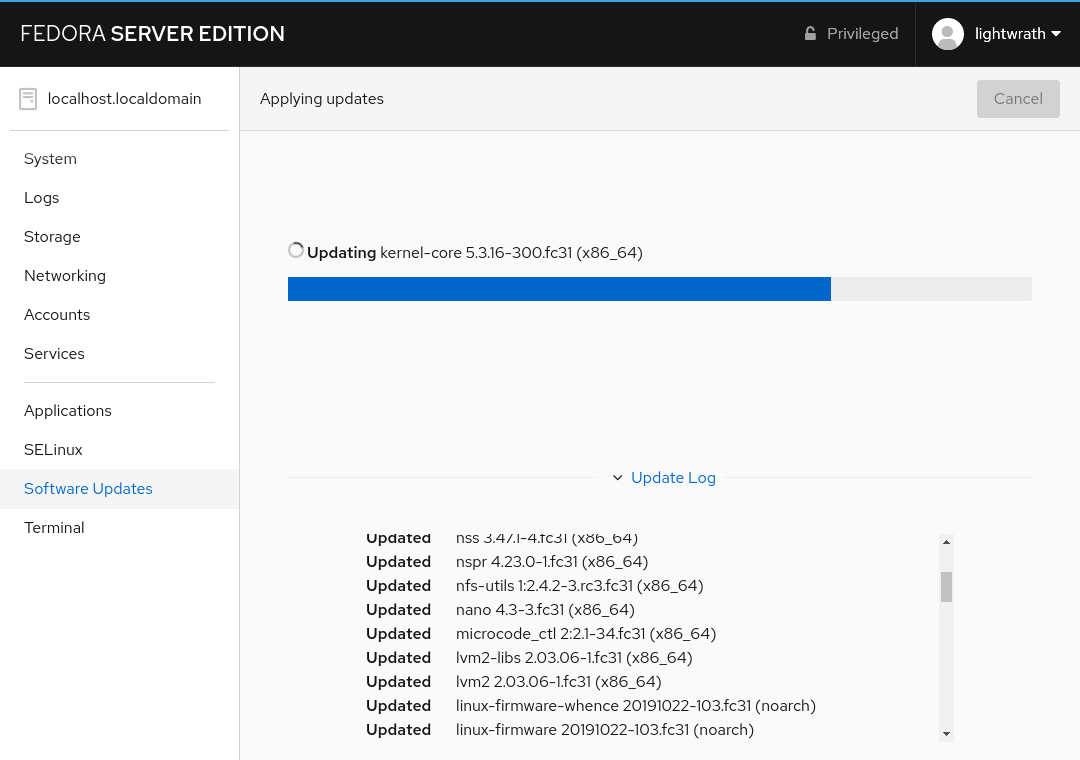 FEDORA SERVER EDITION
Privileged
lightwrath
localhost.localdomain
System
Logs
Storage
Networking
Accounts
Services
Applications
SELinux
Software Updates
Terminal
Applying updates
Cancel
Updating kernel-core 5.3.16-300.fc31 (x86_64)
Update Log
Updated nss 3.47.1-4.fc31 (x86_64)
Updated nspr 4.23.0-1.fc31 (x86_64)
Updated nfs-utils 1:2.4.2-3.rc3.fc31 (x86_64)
Updated nano 4.3-3.fc31 (x86_64)
Updated microcode_ctl 2:2.1-34.fc31 (x86_64)
Updated lvm2-libs 2.03.06-1.fc31 (x86_64)
Updated lvm2 2.03.06-1.fc31 (x86_64)
Updated linux-firmware-whence 20191022-103.fc31 (noarch)
Updated linux-firmware 20191022-103.fc31 (noarch)